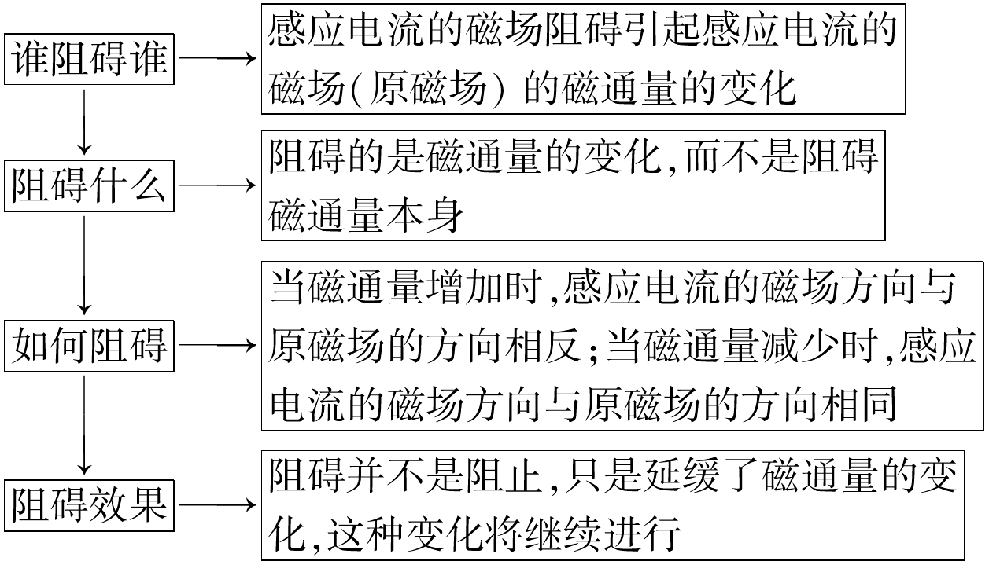 谁阻碍谁
感应电流的磁场阻碍引起感应电流的
磁场(原磁场)的磁通量的变化
阻碍什么
阻碍的是磁通量的变化,而不是阻碍
磁通量本身
如何阻碍
当磁通量增加时,感应电流的磁场方向与
原磁场的方向相反;当磁通量减少时,感应
电流的磁场方向与原磁场的方向相同
阻碍效果
阻碍并不是阻止,只是延缓了磁通量的变
化,这种变化将继续进行